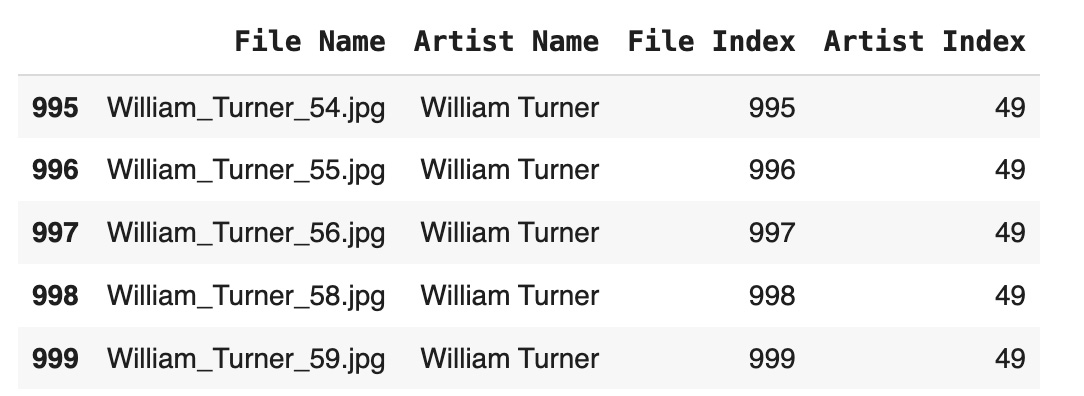 File Name Artist Name File Index Artist Index
995 William_Turner_54.jpg William Turner 995 49
996 William_Turner_55.jpg William Turner 996 49
997 William_Turner_56.jpg William Turner 997 49
998 William_Turner_58.jpg William Turner 998 49
999 William_Turner_59.jpg William Turner 999 49